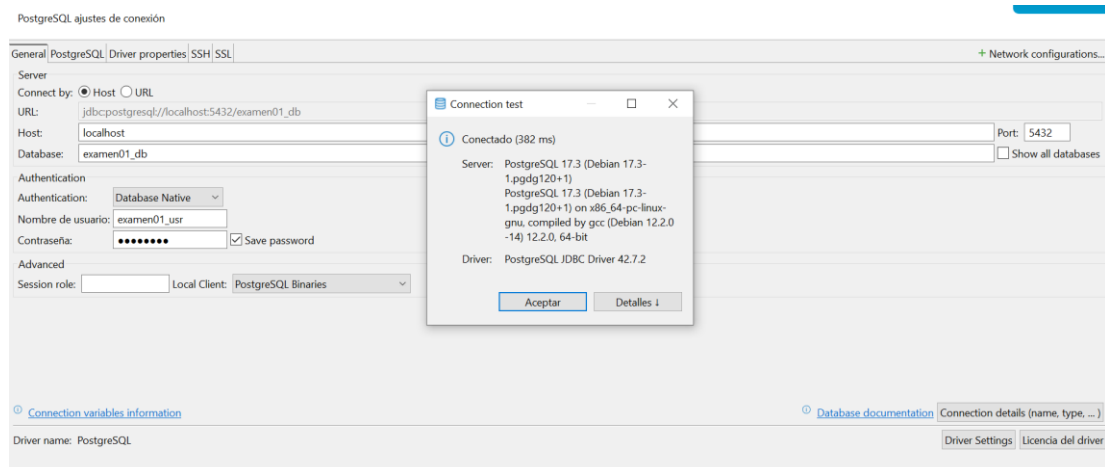 PostgreSQL ajustes de conexión
General PostgreSQL Driver properties SSH SSL
+ Network configurations...
Server
Connect by: Host URL
URL: jdbc:postgresql://localhost:5432/examen01_db
Host: localhost
Port: 5432
Database: examen01_db
Show all databases
Authentication
Authentication: Database Native
Nombre de usuario: examen01_usr
Contraseña: ●●●●●●●●
Save password
Advanced
Session role:
Local Client: PostgreSQL Binaries
Connection test
Conectado (382 ms)
Server: PostgreSQL 17.3 (Debian 17.3-
1.pgdg120+1)
PostgreSQL 17.3 (Debian 17.3-
1.pgdg120+1) on x86_64-pc-linux-
gnu, compiled by gcc (Debian 12.2.0
-14) 12.2.0, 64-bit
Driver: PostgreSQL JDBC Driver 42.7.2
Aceptar
Detalles ↓
Connection variables information
Database documentation
Connection details (name, type, ... )
Driver name: PostgreSQL
Driver Settings
Licencia del driver